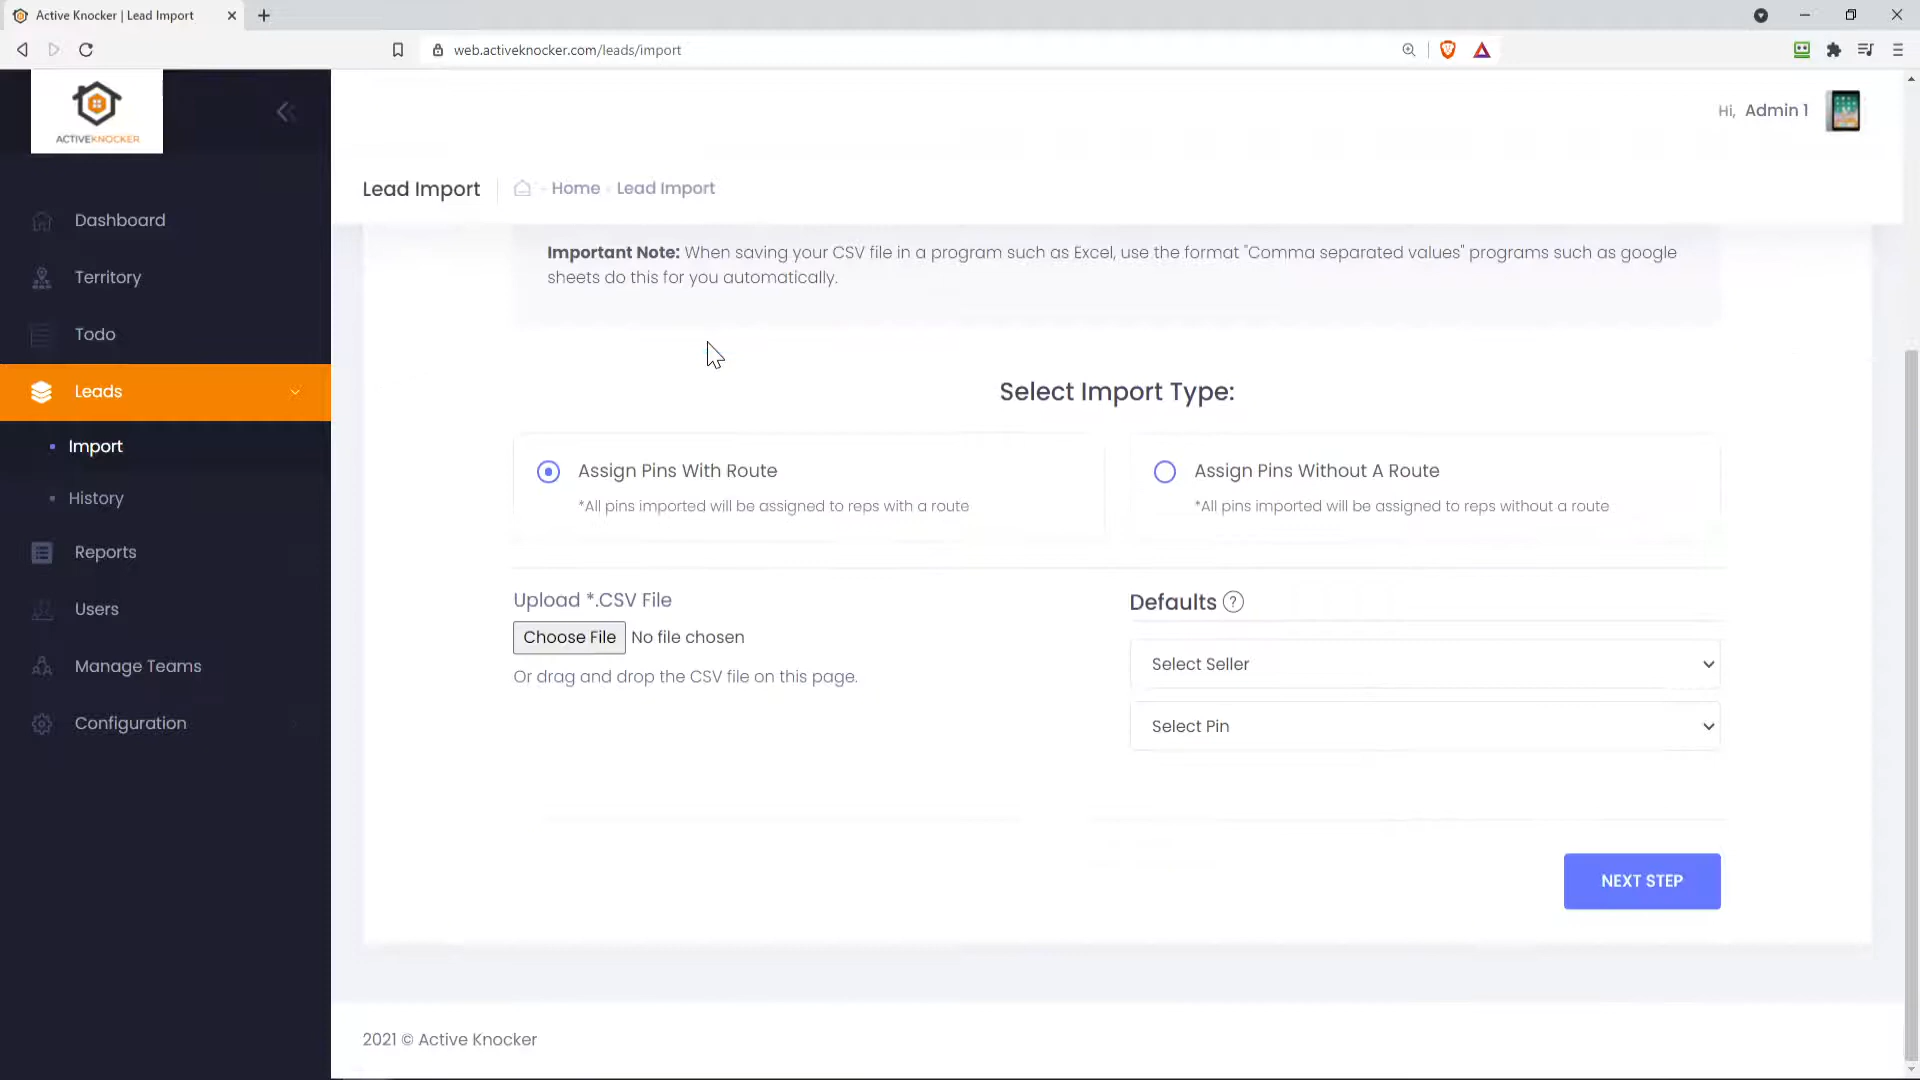 Active Knocker | Lead Import
web.activeknocker.com/leads/import
ACTIVEKNOCKER
Hi, Admin 1
Lead Import
Home
Lead Import
Dashboard
Territory
Todo
Leads
Import
History
Reports
Users
Manage Teams
Configuration
Important Note: When saving your CSV file in a program such as Excel, use the format "Comma separated values" programs such as google
sheets do this for you automatically.
Select Import Type:
Assign Pins With Route
*All pins imported will be assigned to reps with a route
Assign Pins Without A Route
*All pins imported will be assigned to reps without a route
Upload *.CSV File
Choose File No file chosen
Or drag and drop the CSV file on this page.
Defaults ?
Select Seller
Select Pin
NEXT STEP
2021 © Active Knocker